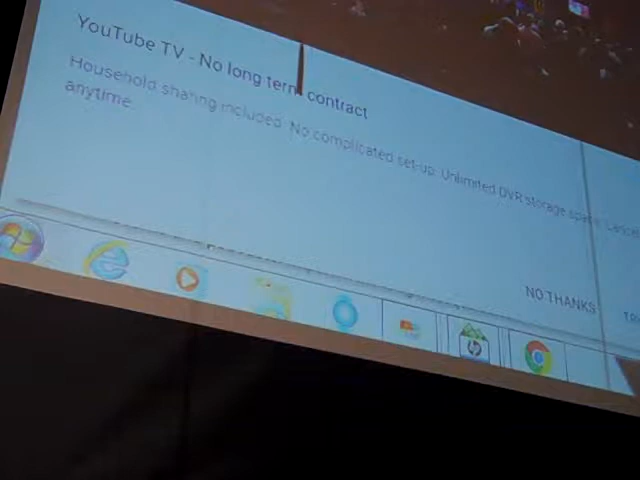 YouTube TV - No long term contract
Household sharing included. No complicated set-up. Unlimited DVR storage space. Cancel
anytime.
NO THANKS
hp